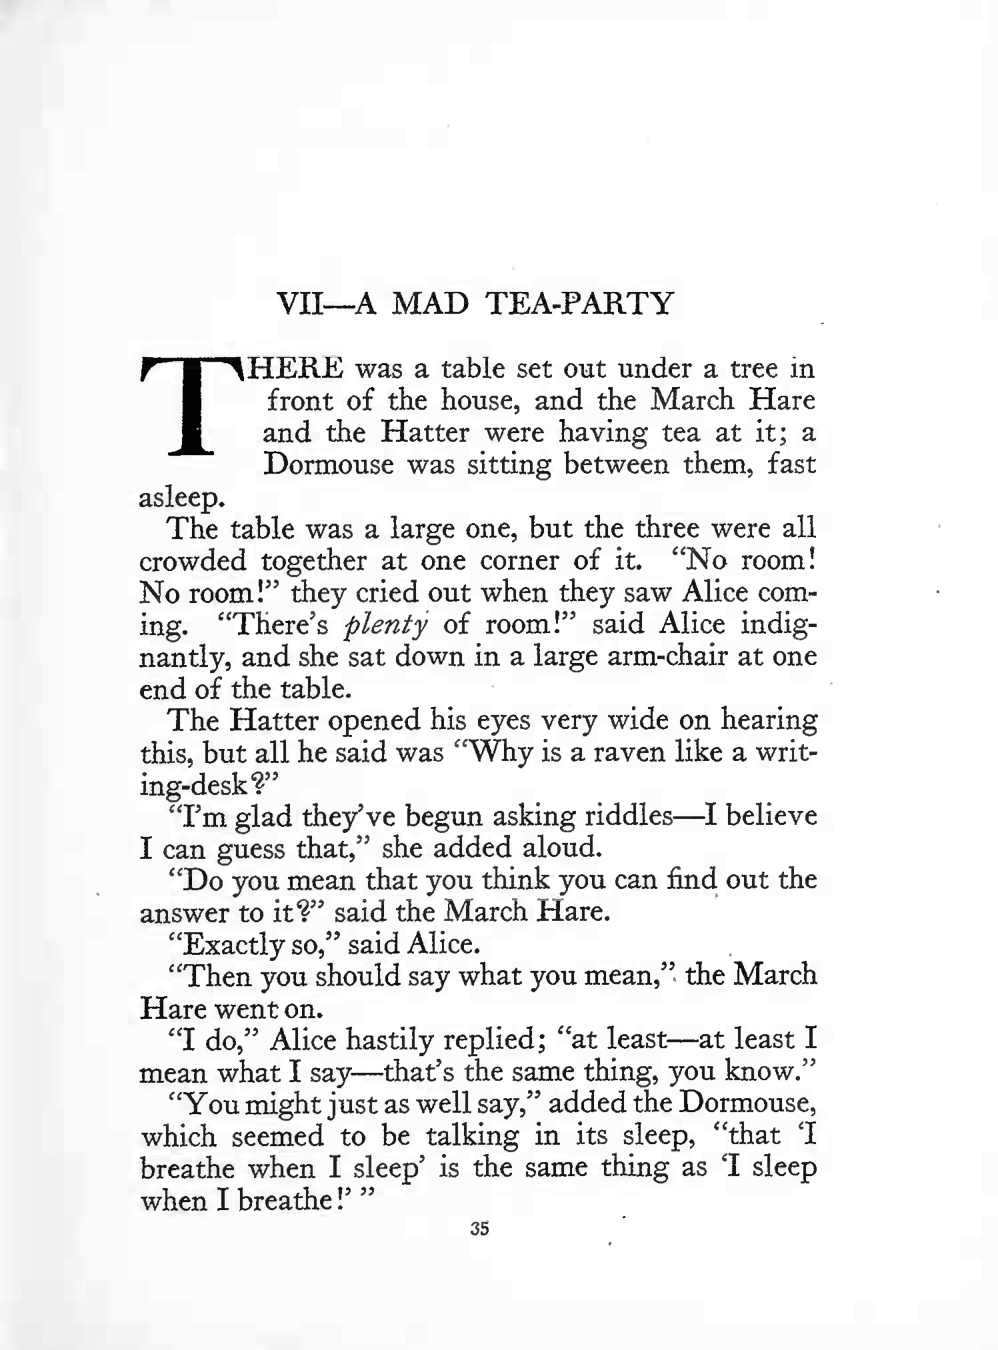 VII—A MAD TEA-PARTY
THERE was a table set out under a tree in
front of the house, and the March Hare
and the Hatter were having tea at it; a
Dormouse was sitting between them, fast
asleep.
The table was a large one, but the three were all
crowded together at one corner of it. “No room!
No room!” they cried out when they saw Alice com-
ing. “There’s plenty of room!” said Alice indig-
nantly, and she sat down in a large arm-chair at one
end of the table.
The Hatter opened his eyes very wide on hearing
this, but all he said was “Why is a raven like a writ-
ing-desk?”
“I’m glad they’ve begun asking riddles—I believe
I can guess that,” she added aloud.
“Do you mean that you think you can find out the
answer to it?” said the March Hare.
“Exactly so,” said Alice.
“Then you should say what you mean,” the March
Hare went on.
“I do,” Alice hastily replied; “at least—at least I
mean what I say—that’s the same thing, you know.”
“You might just as well say,” added the Dormouse,
which seemed to be talking in its sleep, “that ‘I
breathe when I sleep’ is the same thing as ‘I sleep
when I breathe!’ ”
35